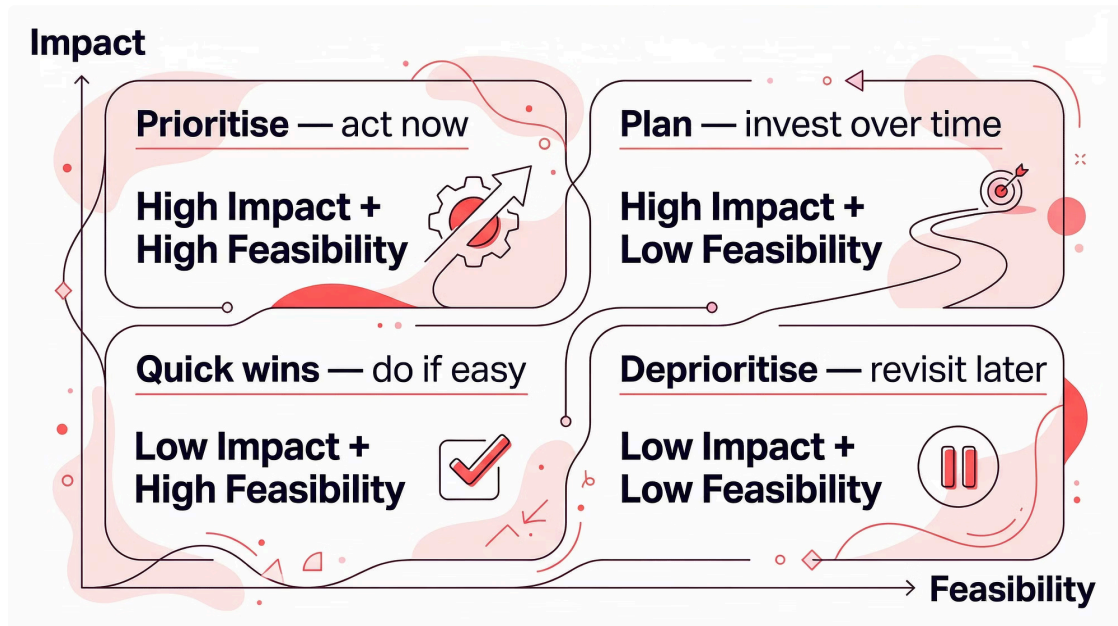 Impact
Prioritise — act now
High Impact +
High Feasibility
Plan — invest over time
High Impact +
Low Feasibility
Quick wins — do if easy
Low Impact +
High Feasibility
Deprioritise — revisit later
Low Impact +
Low Feasibility
Feasibility